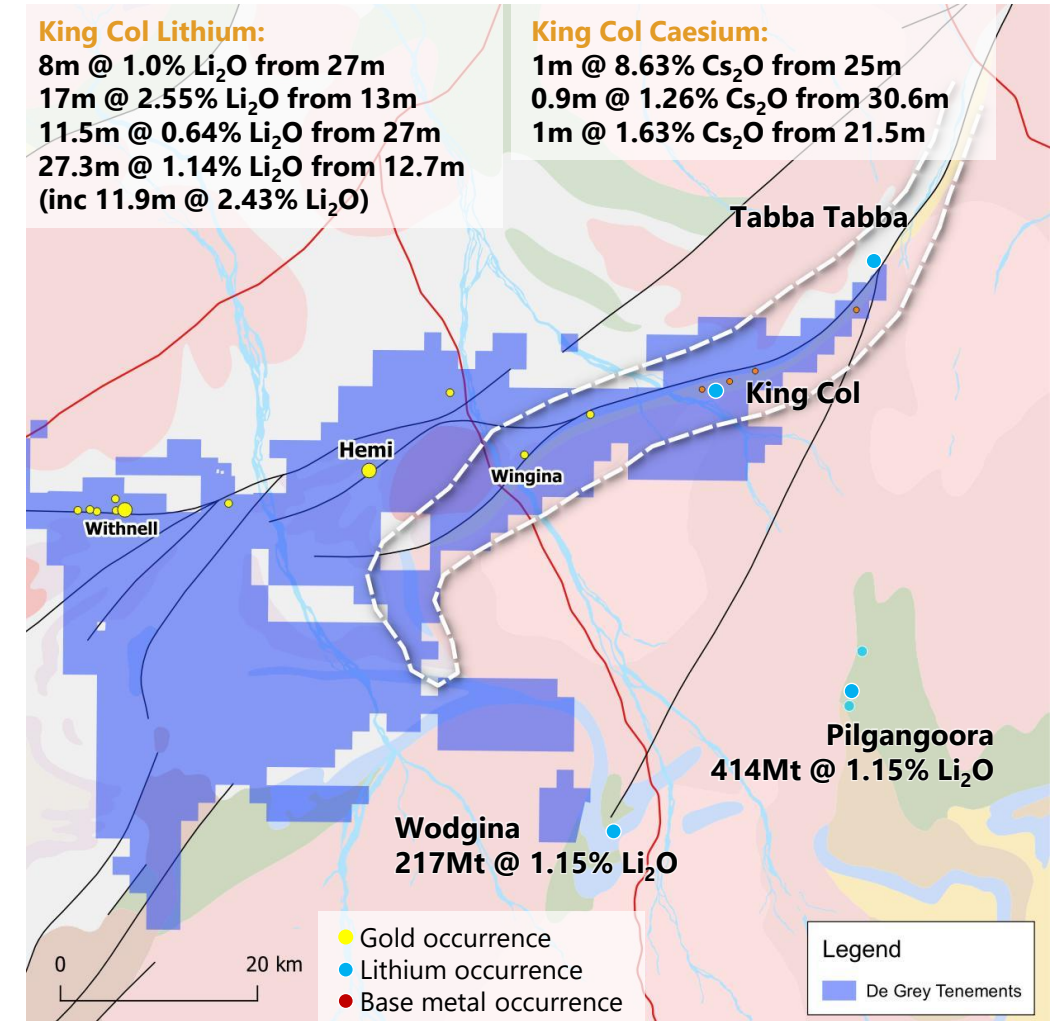 King Col Lithium:
8m @ 1.0% Li₂O from 27m
17m @ 2.55% Li₂O from 13m
11.5m @ 0.64% Li₂O from 27m
27.3m @ 1.14% Li₂O from 12.7m
(inc 11.9m @ 2.43% Li₂O)
King Col Caesium:
1m @ 8.63% Cs₂O from 25m
0.9m @ 1.26% Cs₂O from 30.6m
1m @ 1.63% Cs₂O from 21.5m
Tabba Tabba
King Col
Hemi
Wingina
Withnell
Pilgangoora
414Mt @ 1.15% Li₂O
Wodgina
217Mt @ 1.15% Li₂O
Gold occurrence
Lithium occurrence
Base metal occurrence
0 20 km
Legend
De Grey Tenements